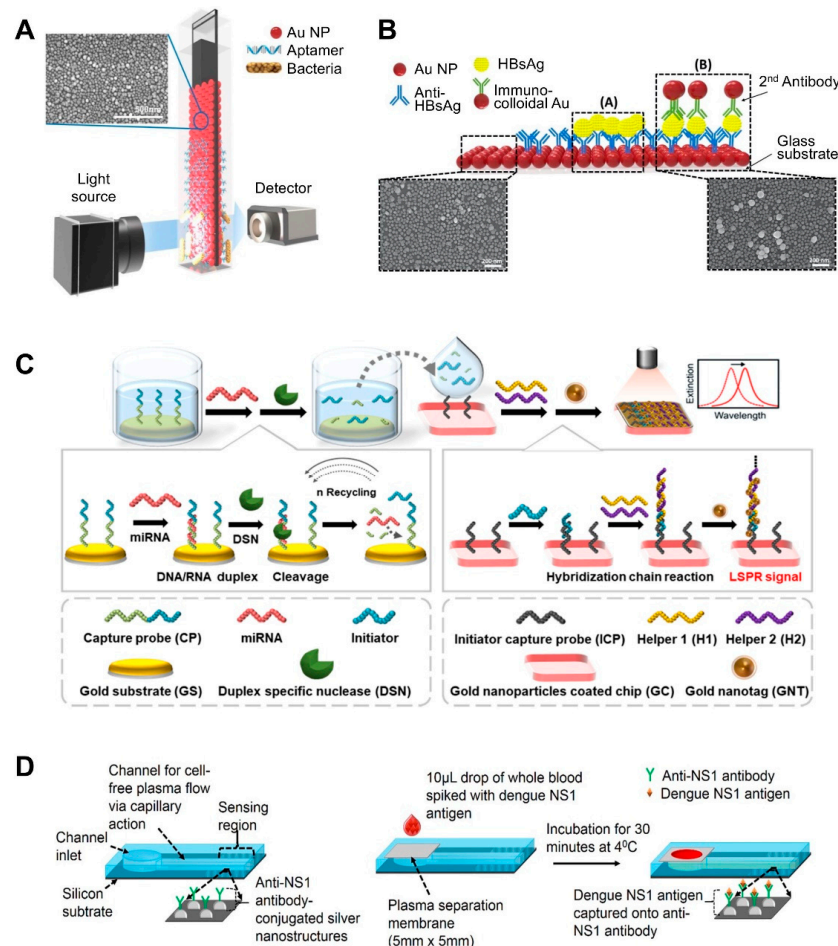 A
Au NP
Aptamer
Bacteria
500nm
Light
source
Detector
B
Au NP
HBsAg
Anti-
HBsAg
Immuno-
colloidal Au
(A)
(B)
2nd Antibody
Glass
substrate
200 nm
C
Extinction
Wavelength
n Recycling
miRNA
DSN
DNA/RNA duplex
Cleavage
Hybridization chain reaction
LSPR signal
Capture probe (CP)
miRNA
Initiator
Gold substrate (GS)
Duplex specific nuclease (DSN)
Initiator capture probe (ICP)
Helper 1 (H1)
Helper 2 (H2)
Gold nanoparticles coated chip (GC)
Gold nanotag (GNT)
D
Channel for cell-
free plasma flow
via capillary
action
Sensing
region
Channel
inlet
Silicon
subtrate
Anti-NS1
antibody-
conjugated silver
nanostructures
10μL drop of whole blood
spiked with dengue NS1
antigen
Plasma separation
membrane
(5mm x 5mm)
Incubation for 30
minutes at 4⁰C
Anti-NS1 antibody
Dengue NS1 antigen
Dengue NS1 antigen
captured onto anti-
NS1 antibody